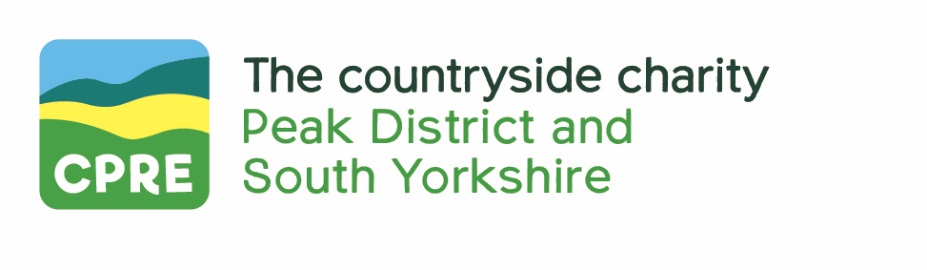 The countryside charity
Peak District and
South Yorkshire
CPRE